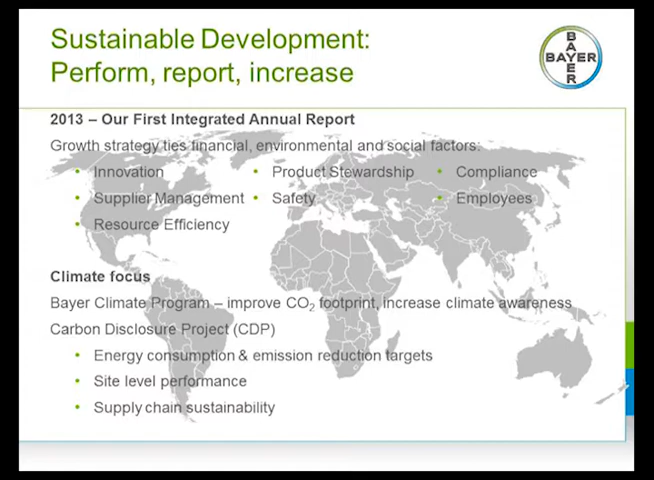 Sustainable Development:
Perform, report, increase
BAYER
BAYER
2013 – Our First Integrated Annual Report
Growth strategy ties financial, environmental and social factors:
• Innovation • Product Stewardship • Compliance
• Supplier Management • Safety • Employees
• Resource Efficiency
Climate focus
Bayer Climate Program – improve CO₂ footprint, increase climate awareness
Carbon Disclosure Project (CDP)
• Energy consumption & emission reduction targets
• Site level performance
• Supply chain sustainability